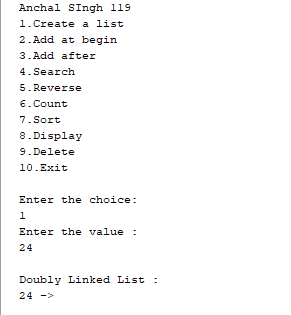 Anchal SIngh 119
1.Create a list
2.Add at begin
3.Add after
4.Search
5.Reverse
6.Count
7.Sort
8.Display
9.Delete
10.Exit
Enter the choice:
1
Enter the value :
24
Doubly Linked List :
24 ->